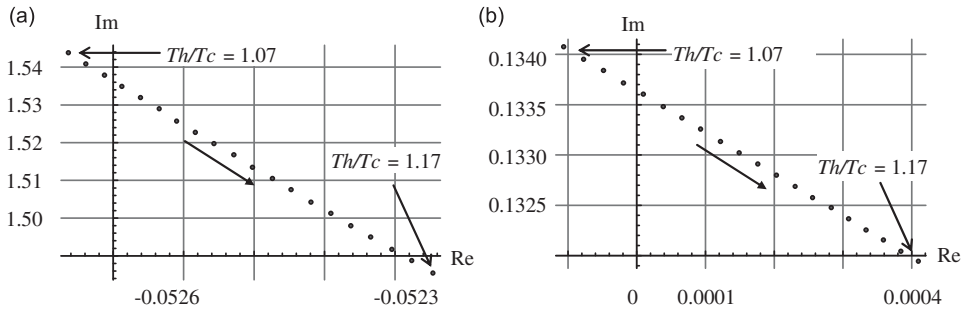 (a)
Im
Th/Tc = 1.07
1.54
1.53
1.52
Th/Tc = 1.17
1.51
1.50
Re
-0.0526
-0.0523
(b)
Im
0.1340
Th/Tc = 1.07
0.1335
0.1330
Th/Tc = 1.17
0.1325
Re
0
0.0001
0.0004